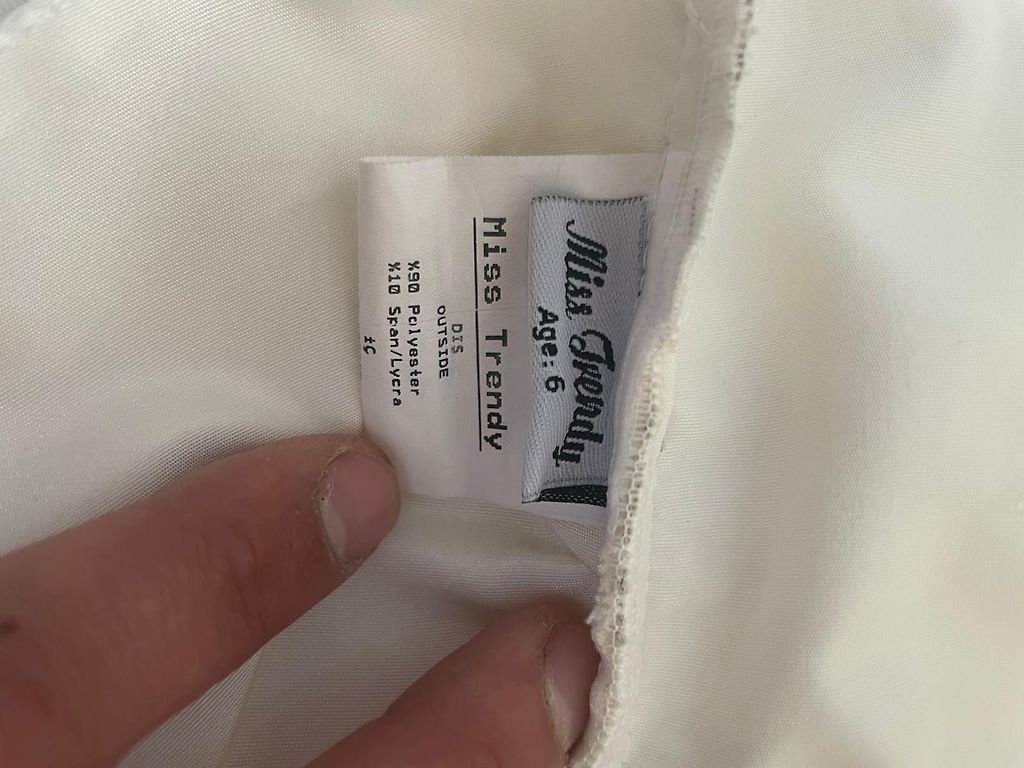 Miss Trendy
Age: 6
Miss Trendy
DIŞ
OUTSIDE
%90 Polyester
%10 Span/Lycra